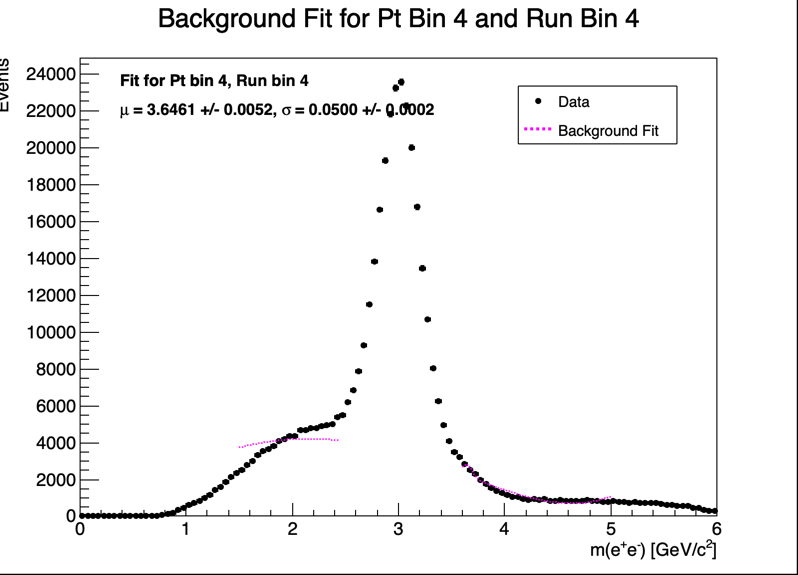 Background Fit for Pt Bin 4 and Run Bin 4
Events
24000
22000
20000
18000
16000
14000
12000
10000
8000
6000
4000
2000
0
Fit for Pt bin 4, Run bin 4
μ = 3.6461 +/- 0.0052, σ = 0.0500 +/- 0.0002
Data
Background Fit
0 1 2 3 4 5 6
m(e⁺e⁻) [GeV/c²]